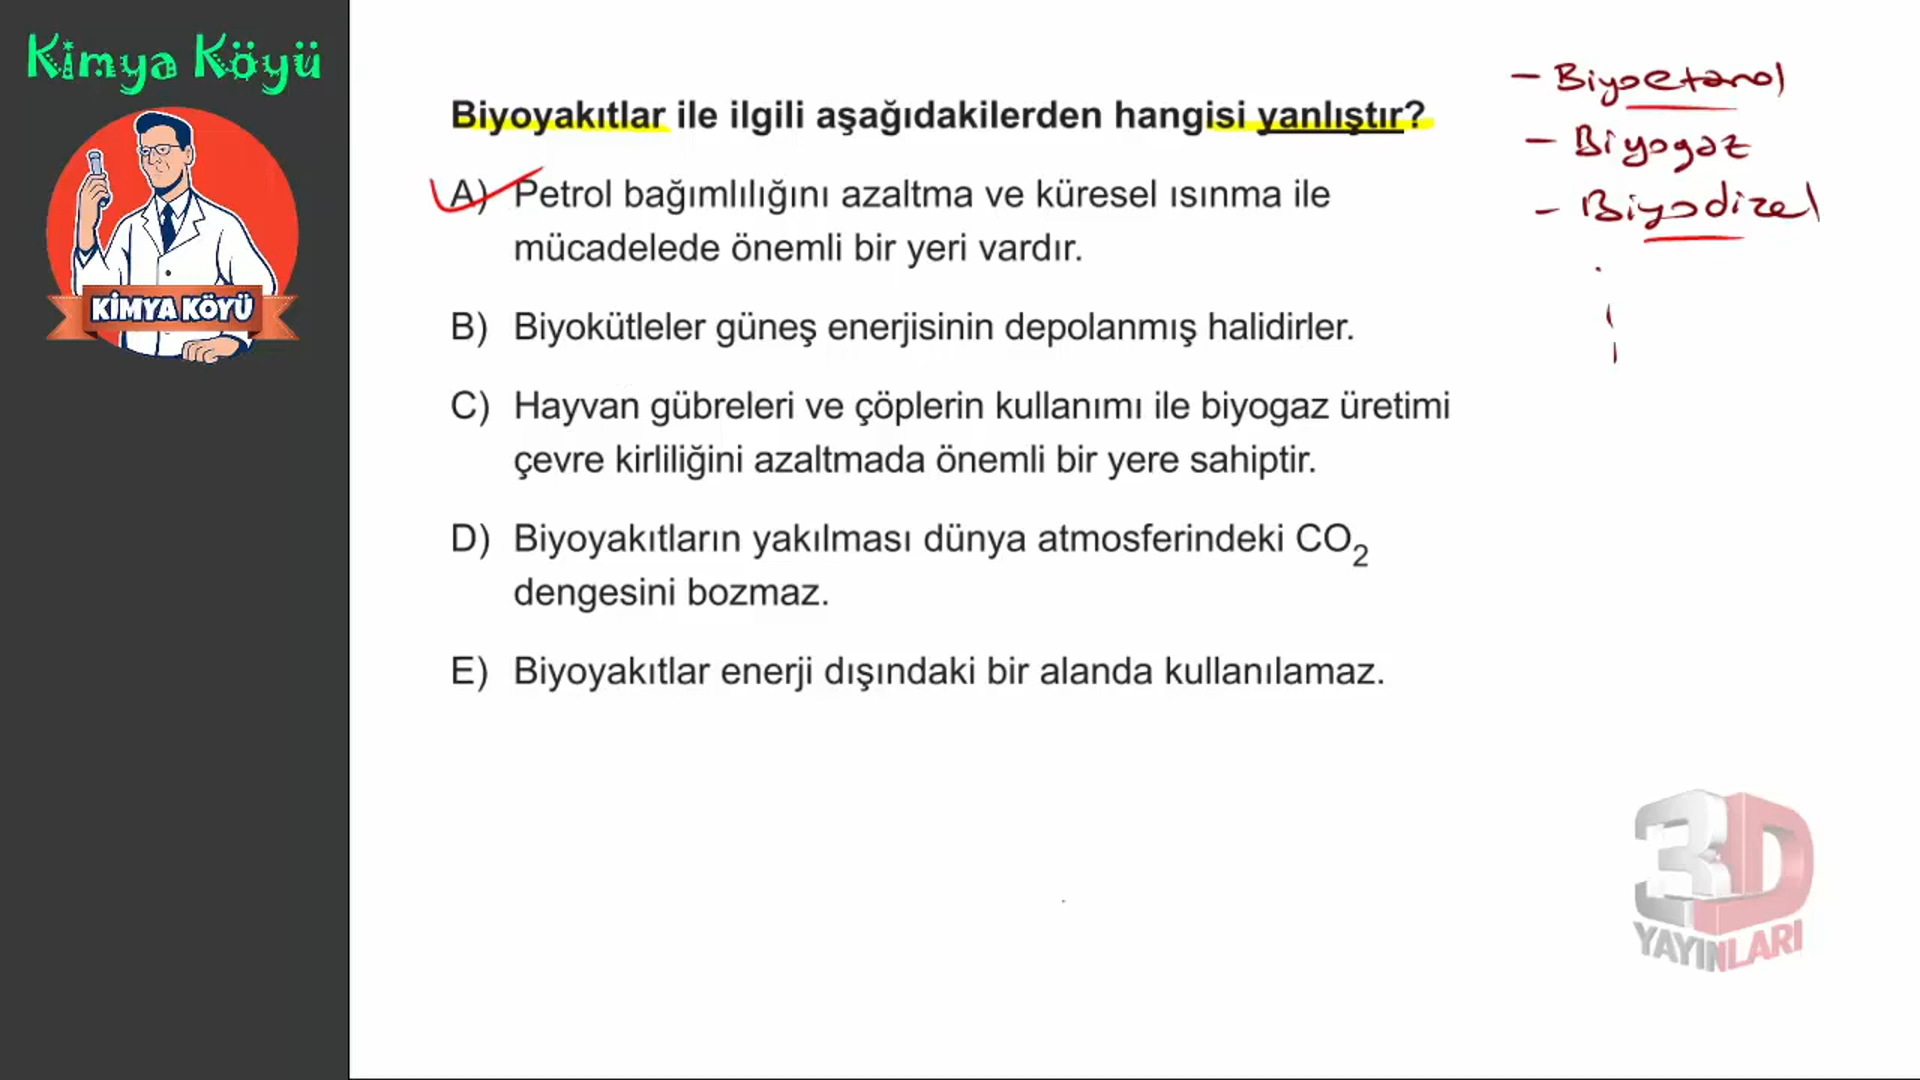 Kimya Köyü
KİMYA KÖYÜ
Biyoyakıtlar ile ilgili aşağıdakilerden hangisi yanlıştır?
A) Petrol bağımlılığını azaltma ve küresel ısınma ile
mücadelede önemli bir yeri vardır.
B) Biyokütleler güneş enerjisinin depolanmış halidirler.
C) Hayvan gübreleri ve çöplerin kullanımı ile biyogaz üretimi
çevre kirliliğini azaltmada önemli bir yere sahiptir.
D) Biyoyakıtların yakılması dünya atmosferindeki CO₂
dengesini bozmaz.
E) Biyoyakıtlar enerji dışındaki bir alanda kullanılamaz.
- Biyoetanol
- Biyogaz
- Biyodizel
3D
YAYINLARI